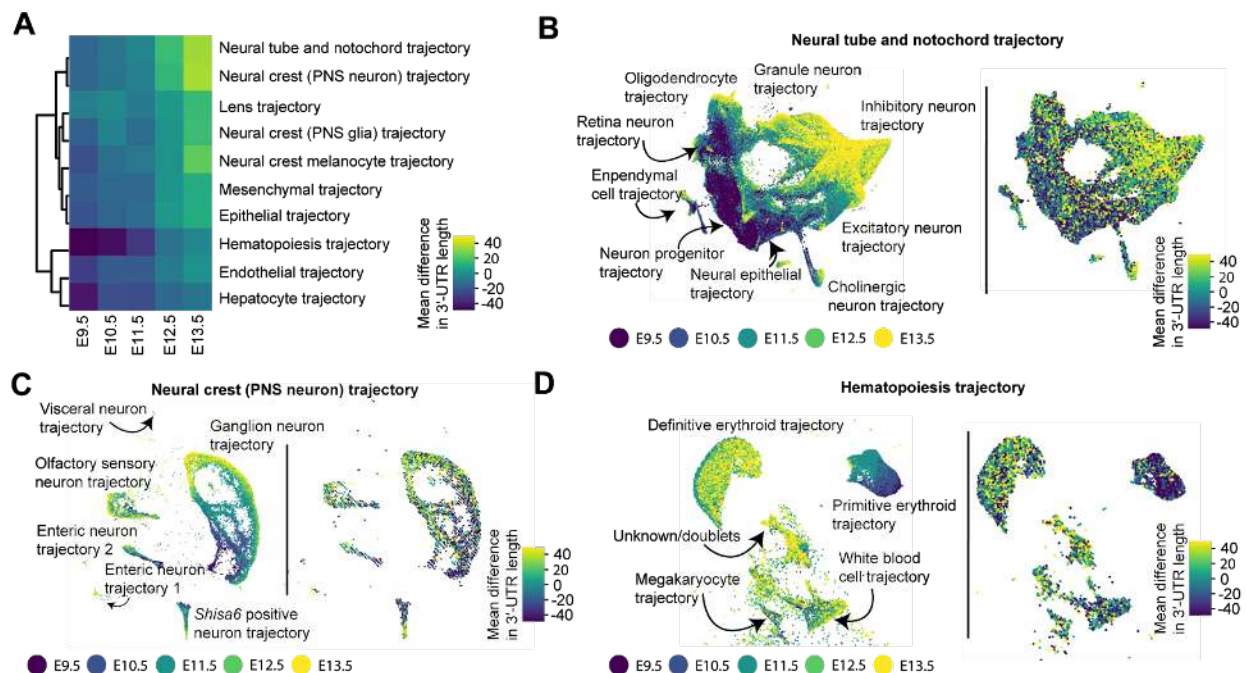 A
Neural tube and notochord trajectory
Neural crest (PNS neuron) trajectory
Lens trajectory
Neural crest (PNS glia) trajectory
Neural crest melanocyte trajectory
Mesenchymal trajectory
Epithelial trajectory
Hematopoiesis trajectory
Endothelial trajectory
Hepatocyte trajectory
E9.5
E10.5
E11.5
E12.5
E13.5
Mean difference
in 3'-UTR length
40
20
0
-20
-40
B
Neural tube and notochord trajectory
Oligodendrocyte
trajectory
Granule neuron
trajectory
Inhibitory neuron
trajectory
Retina neuron
trajectory
Enpendymal
cell trajectory
Neuron progenitor
trajectory
Neural epithelial
trajectory
Excitatory neuron
trajectory
Cholinergic
neuron trajectory
E9.5 E10.5 E11.5 E12.5 E13.5
Mean difference
in 3'-UTR length
40
20
0
-20
-40
C
Neural crest (PNS neuron) trajectory
Visceral neuron
trajectory
Ganglion neuron
trajectory
Olfactory sensory
neuron trajectory
Enteric neuron
trajectory 2
Enteric neuron
trajectory 1
Shisa6 positive
neuron trajectory
E9.5 E10.5 E11.5 E12.5 E13.5
Mean difference
in 3'-UTR length
40
20
0
-20
-40
D
Hematopoiesis trajectory
Definitive erythroid trajectory
Primitive erythroid
trajectory
Unknown/doublets
White blood
cell trajectory
Megakaryocyte
trajectory
E9.5 E10.5 E11.5 E12.5 E13.5
Mean difference
in 3'-UTR length
40
20
0
-20
-40